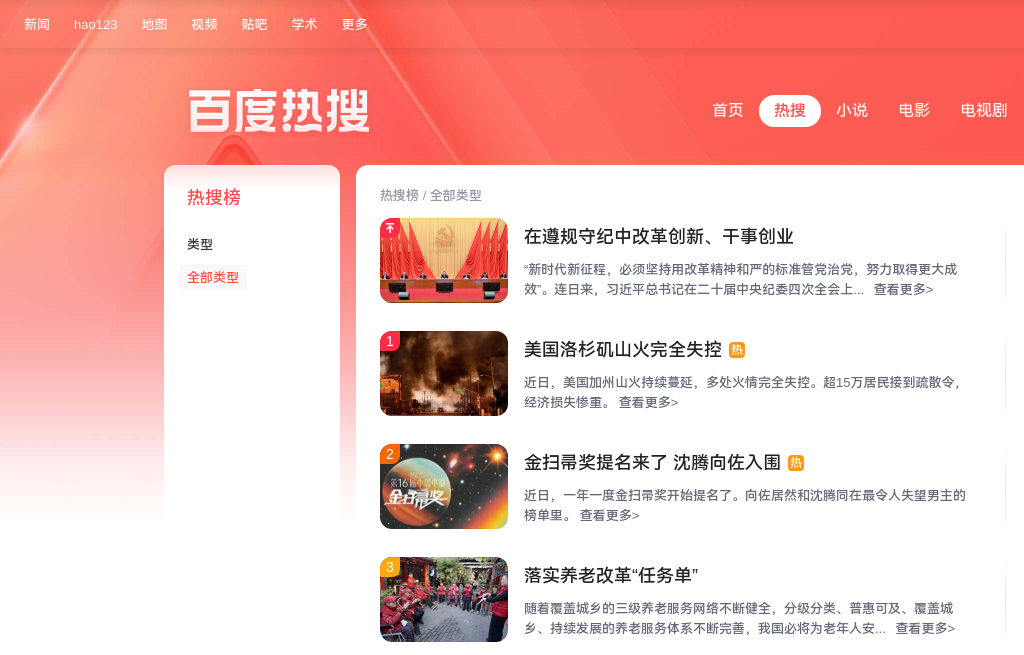 新闻 hao123 地图 视频 贴吧 学术 更多
百度热搜
首页 热搜 小说 电影 电视剧
热搜榜
类型
全部类型
热搜榜 / 全部类型
在遵规守纪中改革创新、干事创业
“新时代新征程，必须坚持用改革精神和严的标准管党治党，努力取得更大成
效”。连日来，习近平总书记在二十届中央纪委四次全会上... 查看更多>
1
美国洛杉矶山火完全失控 热
近日，美国加州山火持续蔓延，多处火情完全失控。超15万居民接到疏散令，
经济损失惨重。 查看更多>
2
第16届中国电影
金扫帚奖
金扫帚奖提名来了 沈腾向佐入围 热
近日，一年一度金扫帚奖开始提名了。向佐居然和沈腾同在最令人失望男主的
榜单里。 查看更多>
3
落实养老改革“任务单”
随着覆盖城乡的三级养老服务网络不断健全，分级分类、普惠可及、覆盖城
乡、持续发展的养老服务体系不断完善，我国必将为老年人安... 查看更多>